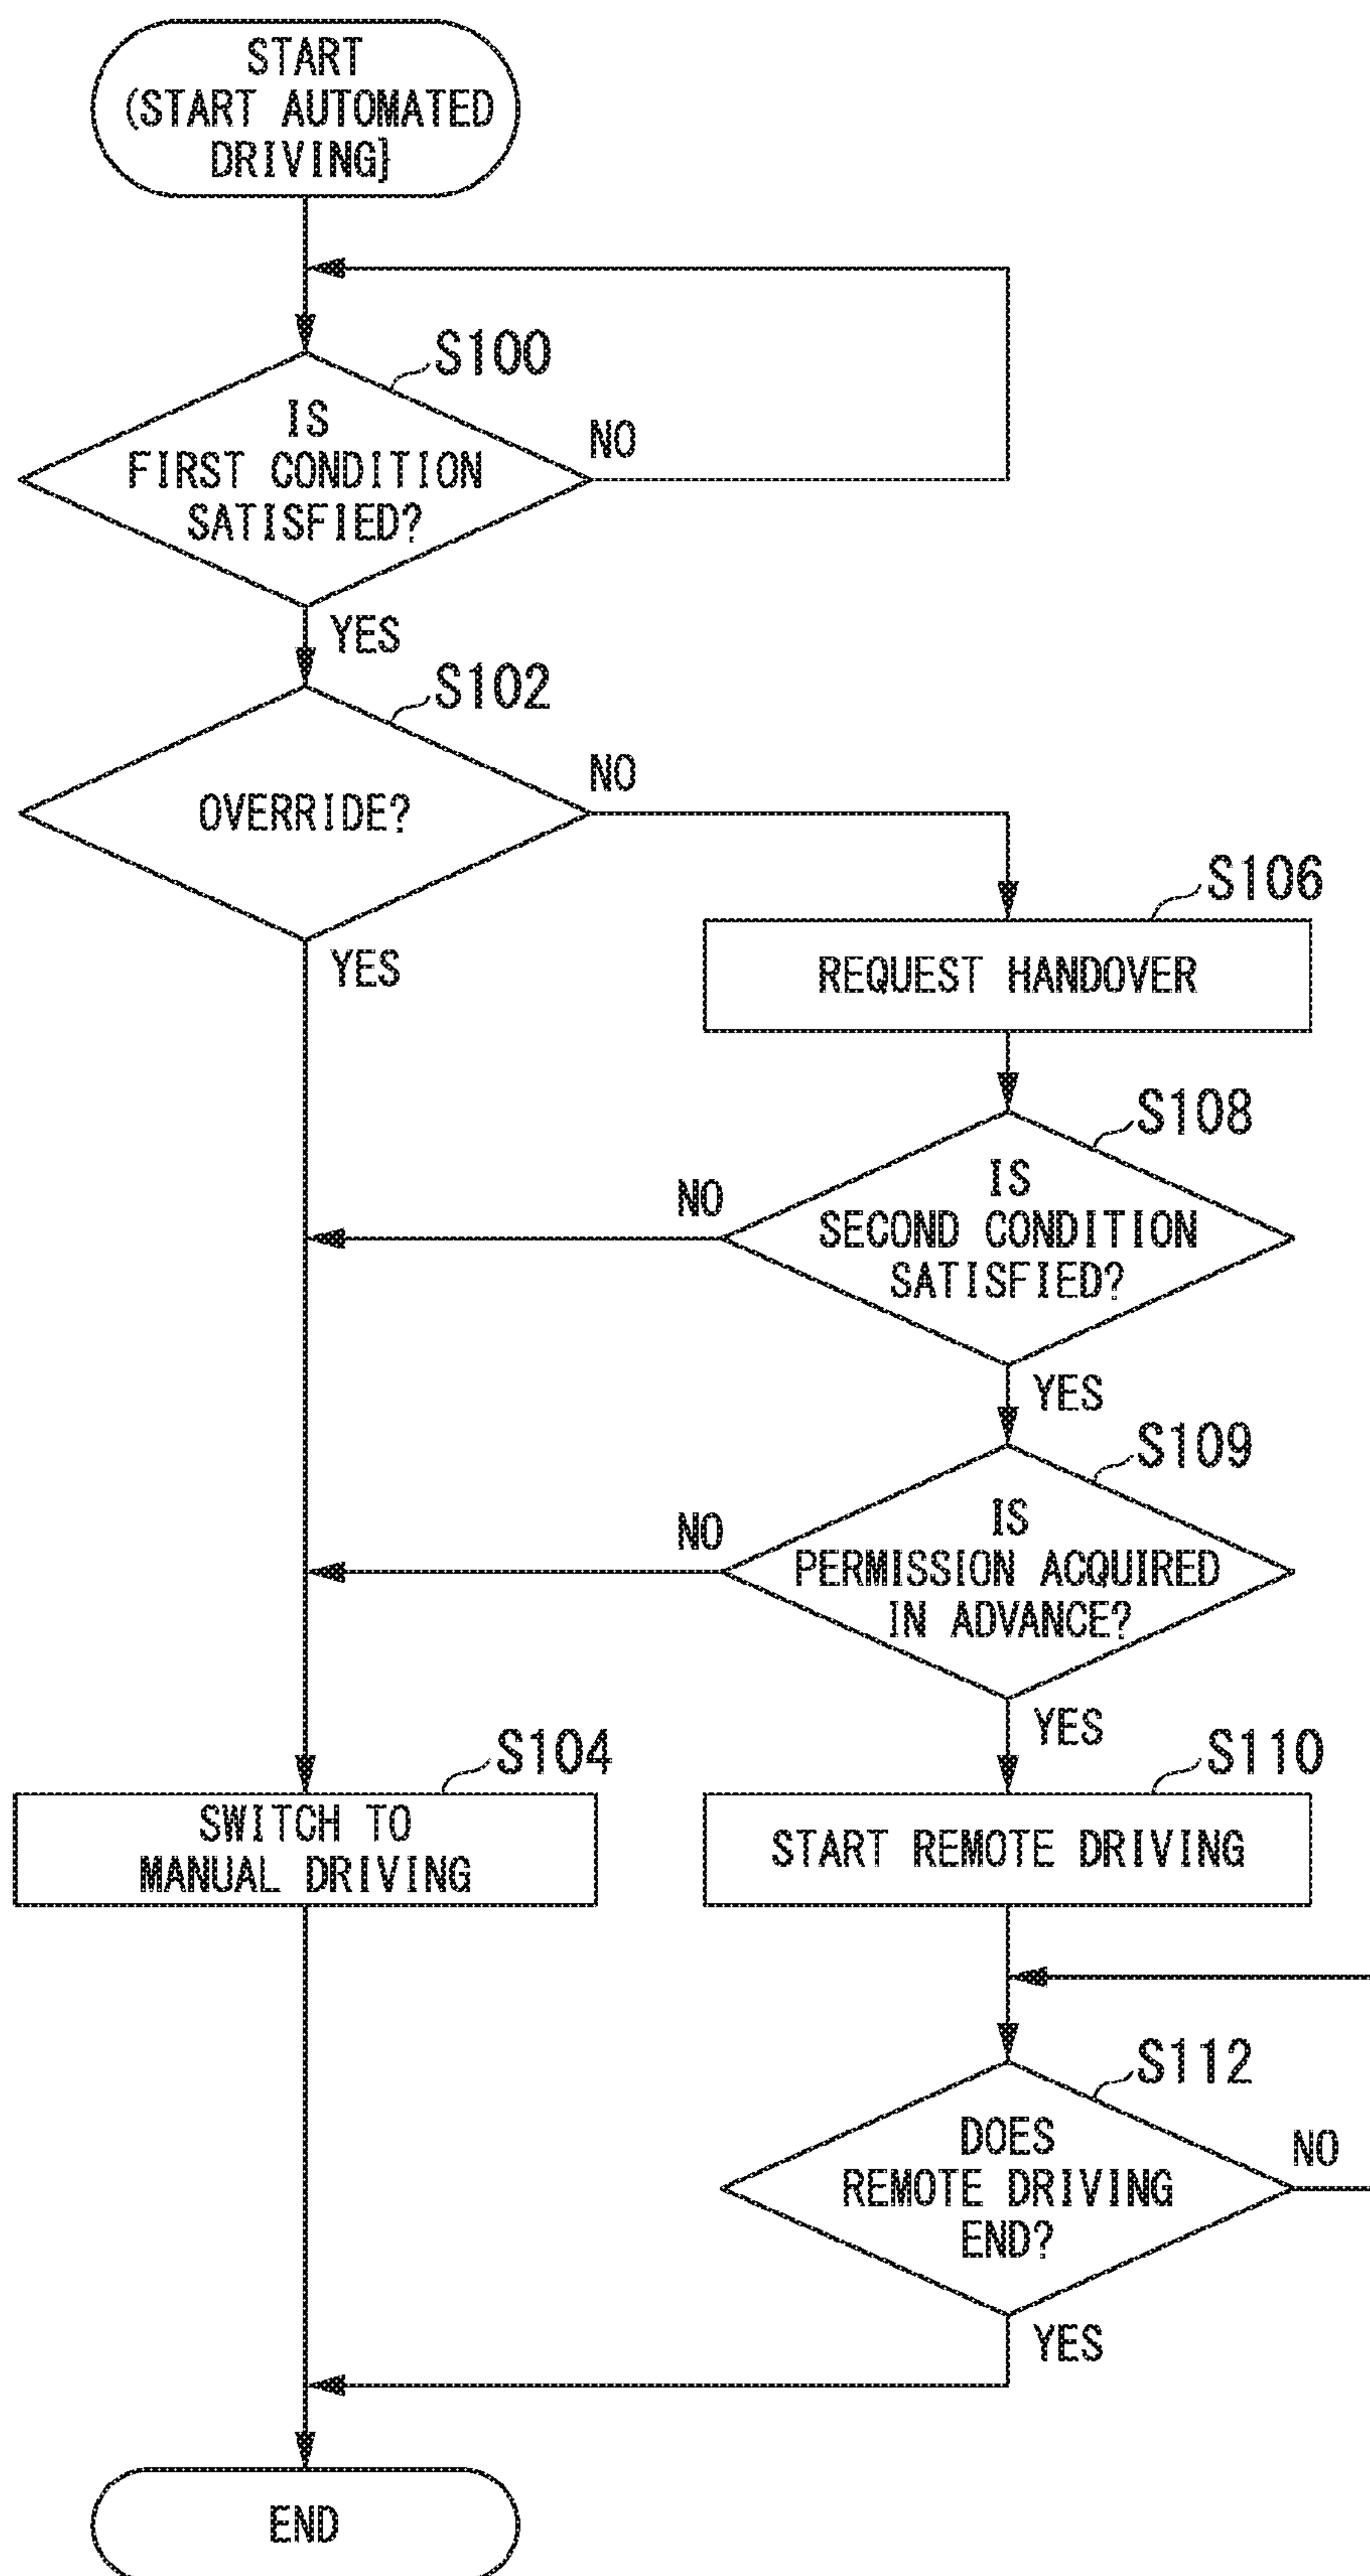 START
(START AUTOMATED
DRIVING}
S100
IS
FIRST CONDITION
SATISFIED?
NO
YES
S102
OVERRIDE?
NO
YES
S106
REQUEST HANDOVER
S108
IS
SECOND CONDITION
SATISFIED?
NO
YES
S109
IS
PERMISSION ACQUIRED
IN ADVANCE?
NO
YES
S104
SWITCH TO
MANUAL DRIVING
S110
START REMOTE DRIVING
S112
DOES
REMOTE DRIVING
END?
NO
YES
END